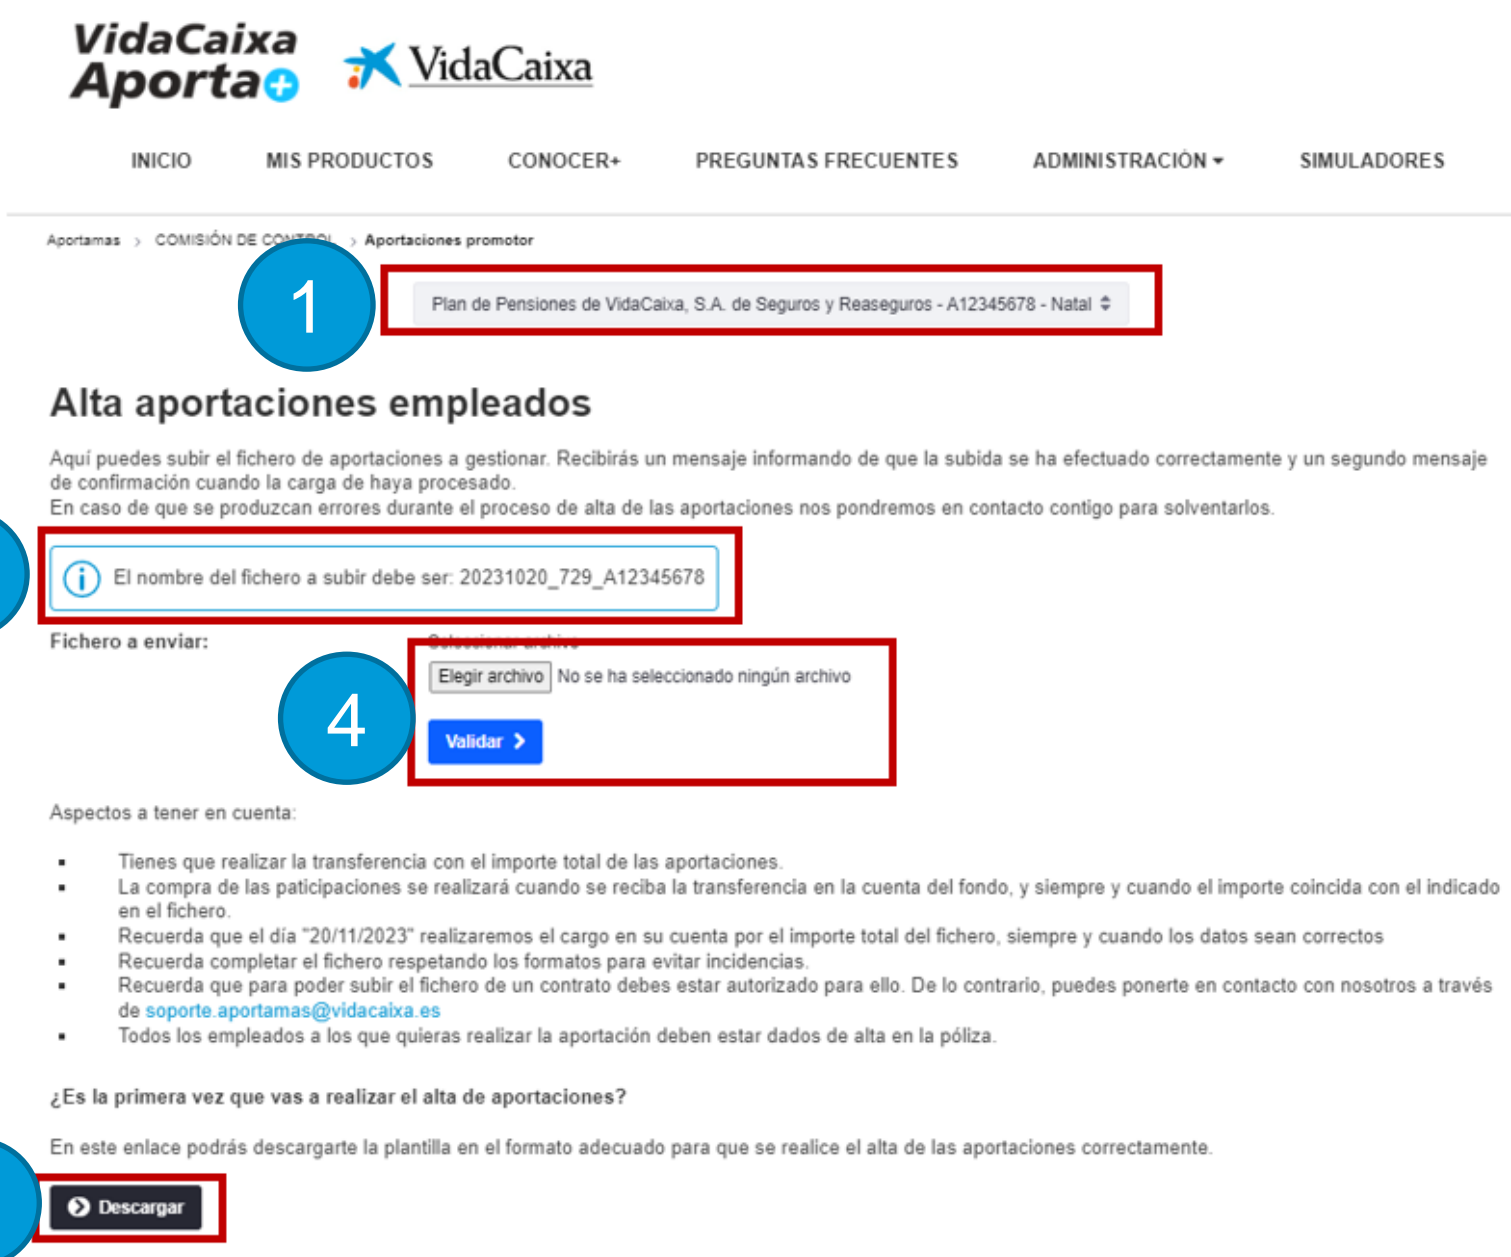 VidaCaixa
Aporta+
VidaCaixa
INICIO MIS PRODUCTOS CONOCER+ PREGUNTAS FRECUENTES ADMINISTRACIÓN SIMULADORES
Aportamas > COMISIÓN DE CONTROL > Aportaciones promotor
1
Plan de Pensiones de VidaCaixa, S.A. de Seguros y Reaseguros - A12345678 - Natal
Alta aportaciones empleados
Aquí puedes subir el fichero de aportaciones a gestionar. Recibirás un mensaje informando de que la subida se ha efectuado correctamente y un segundo mensaje
de confirmación cuando la carga de haya procesado.
En caso de que se produzcan errores durante el proceso de alta de las aportaciones nos pondremos en contacto contigo para solventarlos.
El nombre del fichero a subir debe ser: 20231020_729_A12345678
Fichero a enviar:
Seleccionar archivo
Elegir archivo No se ha seleccionado ningún archivo
4
Validar >
Aspectos a tener en cuenta:
▪ Tienes que realizar la transferencia con el importe total de las aportaciones.
▪ La compra de las paticipaciones se realizará cuando se reciba la transferencia en la cuenta del fondo, y siempre y cuando el importe coincida con el indicado
en el fichero.
▪ Recuerda que el día "20/11/2023" realizaremos el cargo en su cuenta por el importe total del fichero, siempre y cuando los datos sean correctos
▪ Recuerda completar el fichero respetando los formatos para evitar incidencias.
▪ Recuerda que para poder subir el fichero de un contrato debes estar autorizado para ello. De lo contrario, puedes ponerte en contacto con nosotros a través
de soporte.aportamas@vidacaixa.es
▪ Todos los empleados a los que quieras realizar la aportación deben estar dados de alta en la póliza.
¿Es la primera vez que vas a realizar el alta de aportaciones?
En este enlace podrás descargarte la plantilla en el formato adecuado para que se realice el alta de las aportaciones correctamente.
Descargar